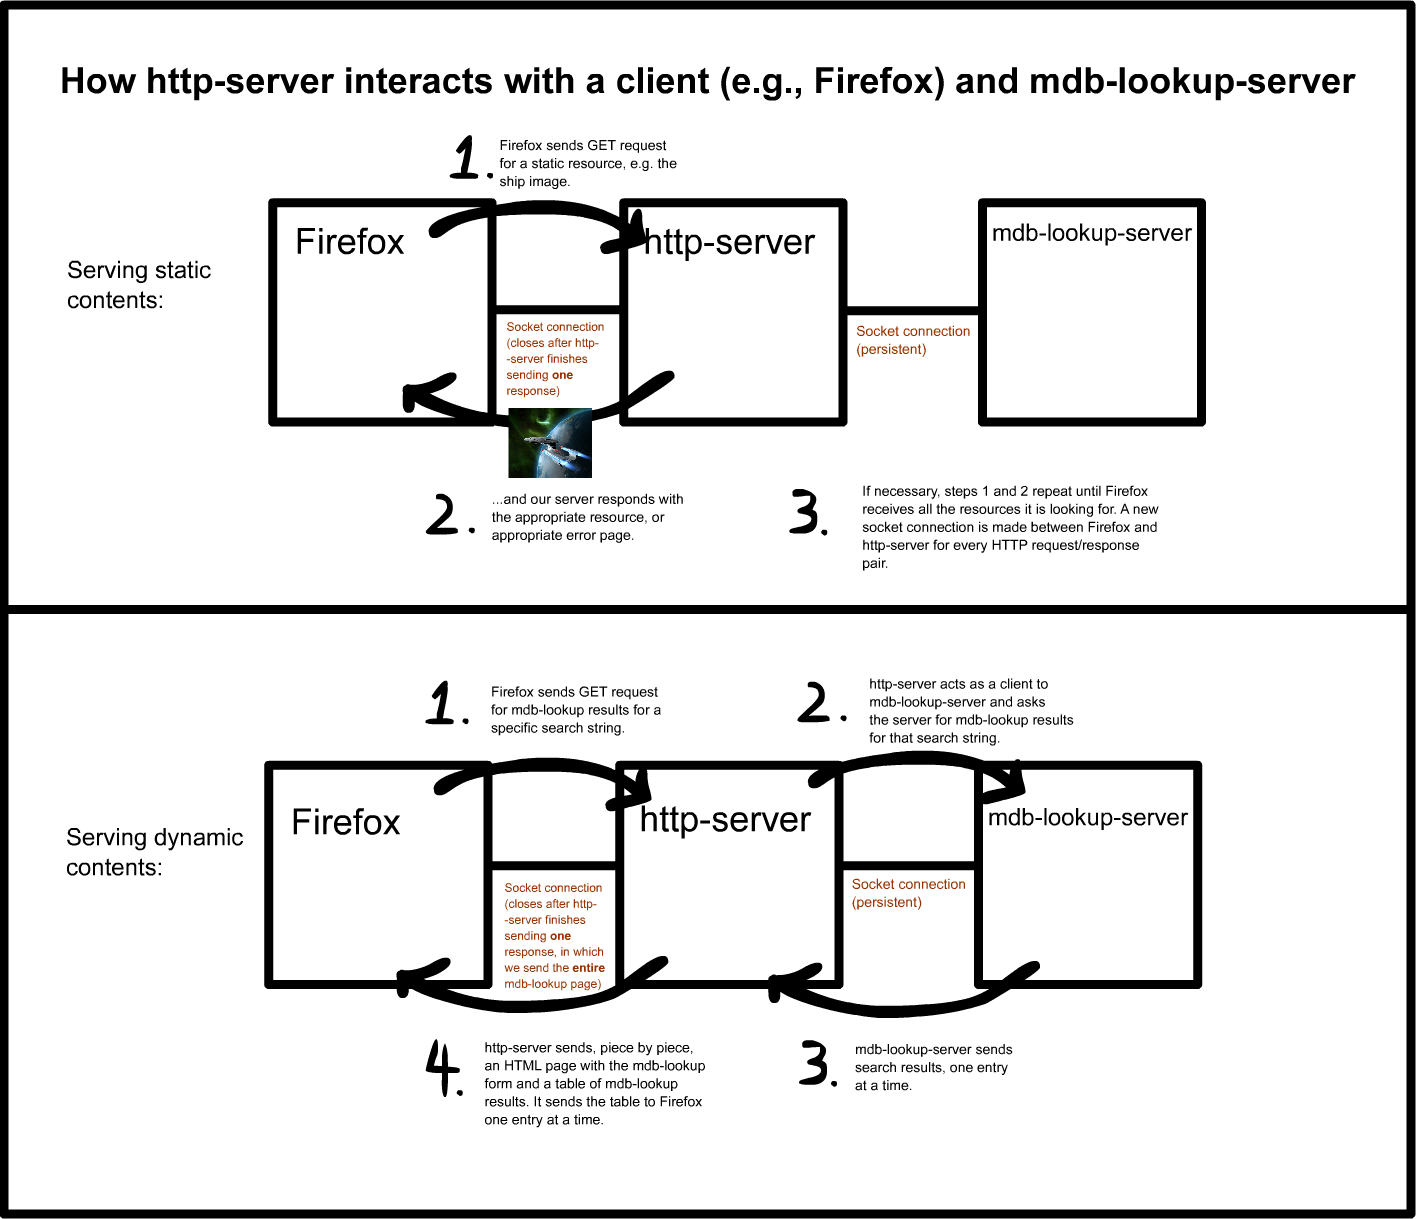 How http-server interacts with a client (e.g., Firefox) and mdb-lookup-server
1.
Firefox sends GET request
for a static resource, e.g. the
ship image.
Serving static
contents:
Firefox
http-server
mdb-lookup-server
Socket connection
(closes after http-
-server finishes
sending one
response)
Socket connection
(persistent)
2.
...and our server responds with
the appropriate resource, or
appropriate error page.
3.
If necessary, steps 1 and 2 repeat until Firefox
receives all the resources it is looking for. A new
socket connection is made between Firefox and
http-server for every HTTP request/response
pair.
1.
Firefox sends GET request
for mdb-lookup results for a
specific search string.
2.
http-server acts as a client to
mdb-lookup-server and asks
the server for mdb-lookup results
for that search string.
Serving dynamic
contents:
Firefox
http-server
mdb-lookup-server
Socket connection
(closes after http-
-server finishes
sending one
response, in which
we send the entire
mdb-lookup page)
Socket connection
(persistent)
4.
http-server sends, piece by piece,
an HTML page with the mdb-lookup
form and a table of mdb-lookup
results. It sends the table to Firefox
one entry at a time.
3.
mdb-lookup-server sends
search results, one entry
at a time.